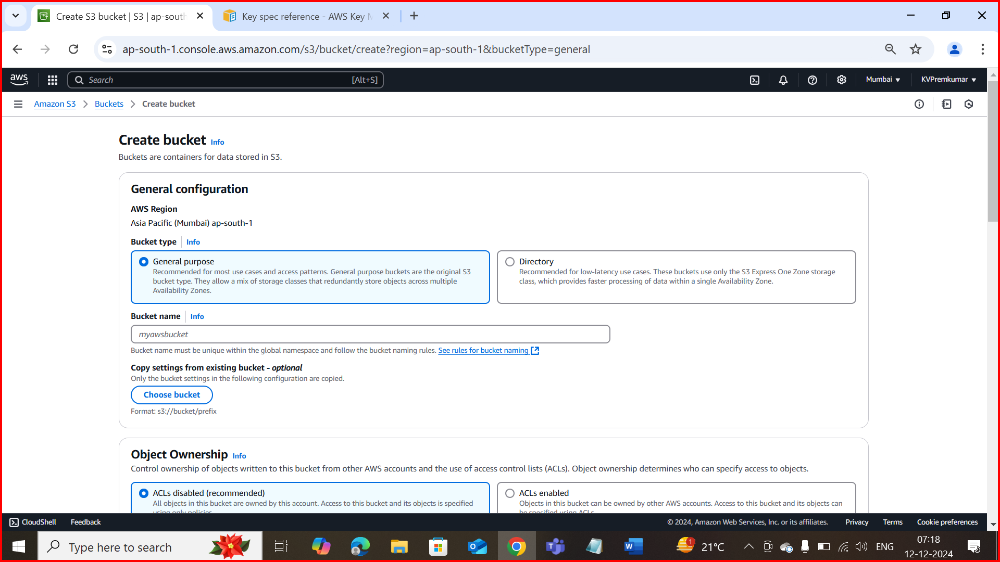 Create S3 bucket | S3 | ap-south
Key spec reference - AWS Key M
ap-south-1.console.aws.amazon.com/s3/bucket/create?region=ap-south-1&bucketType=general
aws
Search
[Alt+S]
Mumbai
KVPremkumar
Amazon S3
Buckets
Create bucket
Create bucket Info
Buckets are containers for data stored in S3.
General configuration
AWS Region
Asia Pacific (Mumbai) ap-south-1
Bucket type Info
General purpose
Recommended for most use cases and access patterns. General purpose buckets are the original S3
bucket type. They allow a mix of storage classes that redundantly store objects across multiple
Availability Zones.
Directory
Recommended for low-latency use cases. These buckets use only the S3 Express One Zone storage
class, which provides faster processing of data within a single Availability Zone.
Bucket name Info
myawsbucket
Bucket name must be unique within the global namespace and follow the bucket naming rules. See rules for bucket naming
Copy settings from existing bucket - optional
Only the bucket settings in the following configuration are copied.
Choose bucket
Format: s3://bucket/prefix
Object Ownership Info
Control ownership of objects written to this bucket from other AWS accounts and the use of access control lists (ACLs). Object ownership determines who can specify access to objects.
ACLs disabled (recommended)
All objects in this bucket are owned by this account. Access to this bucket and its objects is specified
using only policies.
ACLs enabled
Objects in this bucket can be owned by other AWS accounts. Access to this bucket and its objects can
be specified using ACLs.
CloudShell
Feedback
© 2024, Amazon Web Services, Inc. or its affiliates.
Privacy
Terms
Cookie preferences
Type here to search
1
21°C
ENG
07:18
12-12-2024